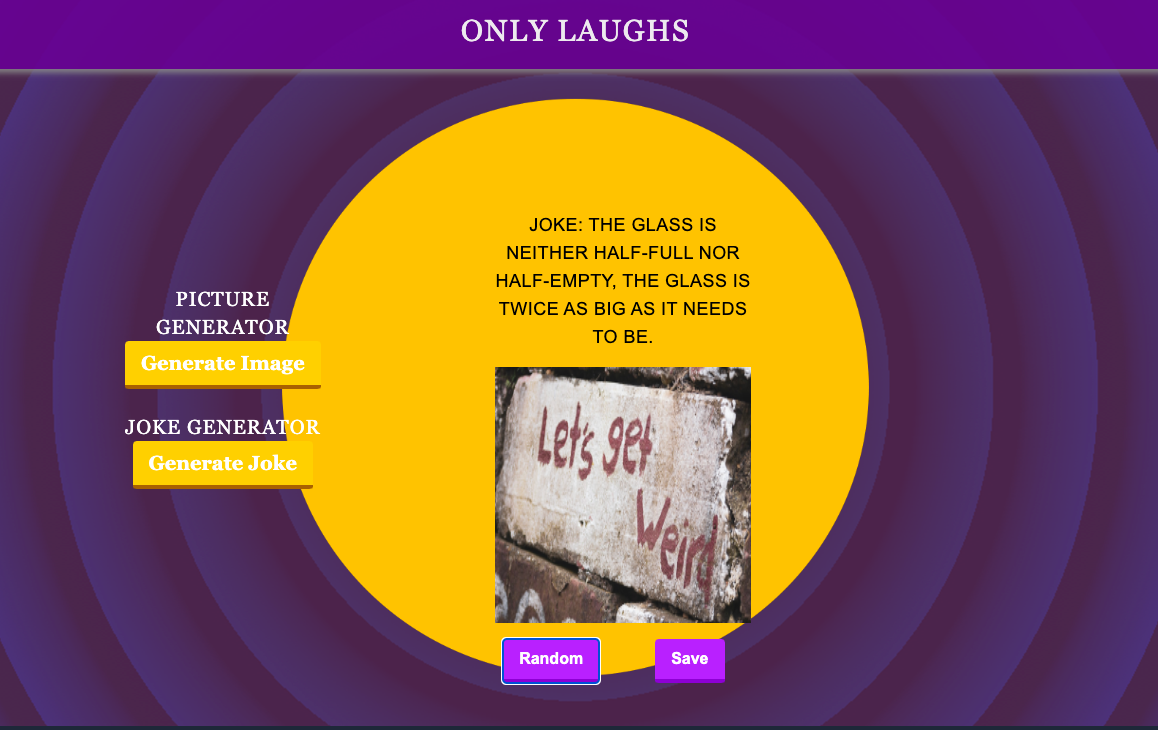 ONLY LAUGHS
PICTURE
GENERATOR
Generate Image
JOKE GENERATOR
Generate Joke
JOKE: THE GLASS IS
NEITHER HALF-FULL NOR
HALF-EMPTY, THE GLASS IS
TWICE AS BIG AS IT NEEDS
TO BE.
Let's get
Weird
Random
Save